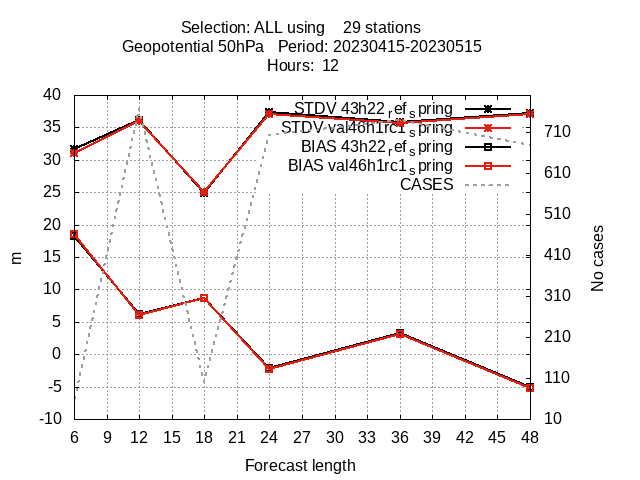 Selection: ALL using 29 stations
Geopotential 50hPa Period: 20230415-20230515
Hours: 12
STDV 43h22_ref_spring
STDV val46h1rc1_spring
BIAS 43h22_ref_spring
BIAS val46h1rc1_spring
CASES
40
35
30
25
20
15
10
5
0
-5
-10
m
710
610
510
410
310
210
110
10
No cases
6 9 12 15 18 21 24 27 30 33 36 39 42 45 48
Forecast length